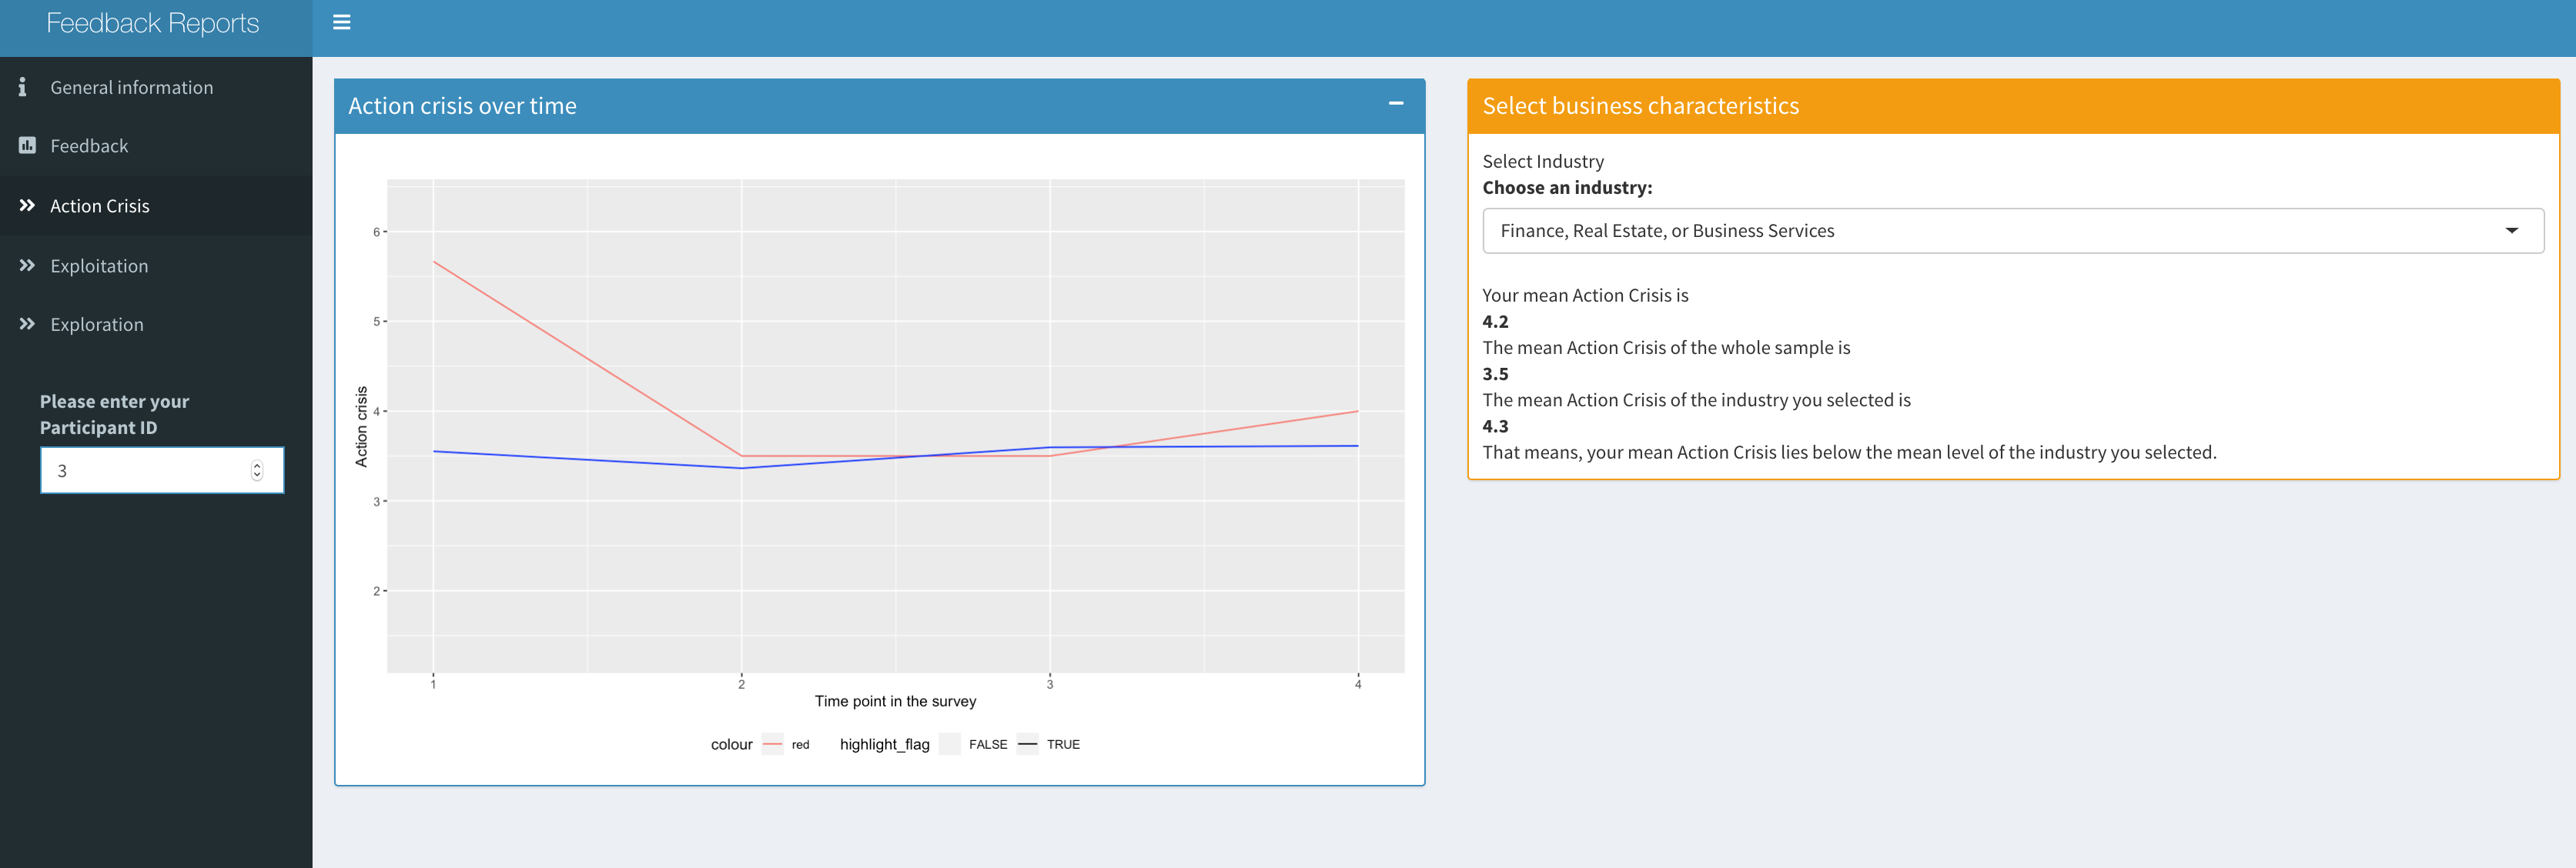 Feedback Reports
General information
Feedback
Action Crisis
Exploitation
Exploration
Please enter your
Participant ID
3
Action crisis over time
6
5
4
3
2
Action crisis
1 2 3 4
Time point in the survey
colour red highlight_flag FALSE TRUE
Select business characteristics
Select Industry
Choose an industry:
Finance, Real Estate, or Business Services
Your mean Action Crisis is
4.2
The mean Action Crisis of the whole sample is
3.5
The mean Action Crisis of the industry you selected is
4.3
That means, your mean Action Crisis lies below the mean level of the industry you selected.